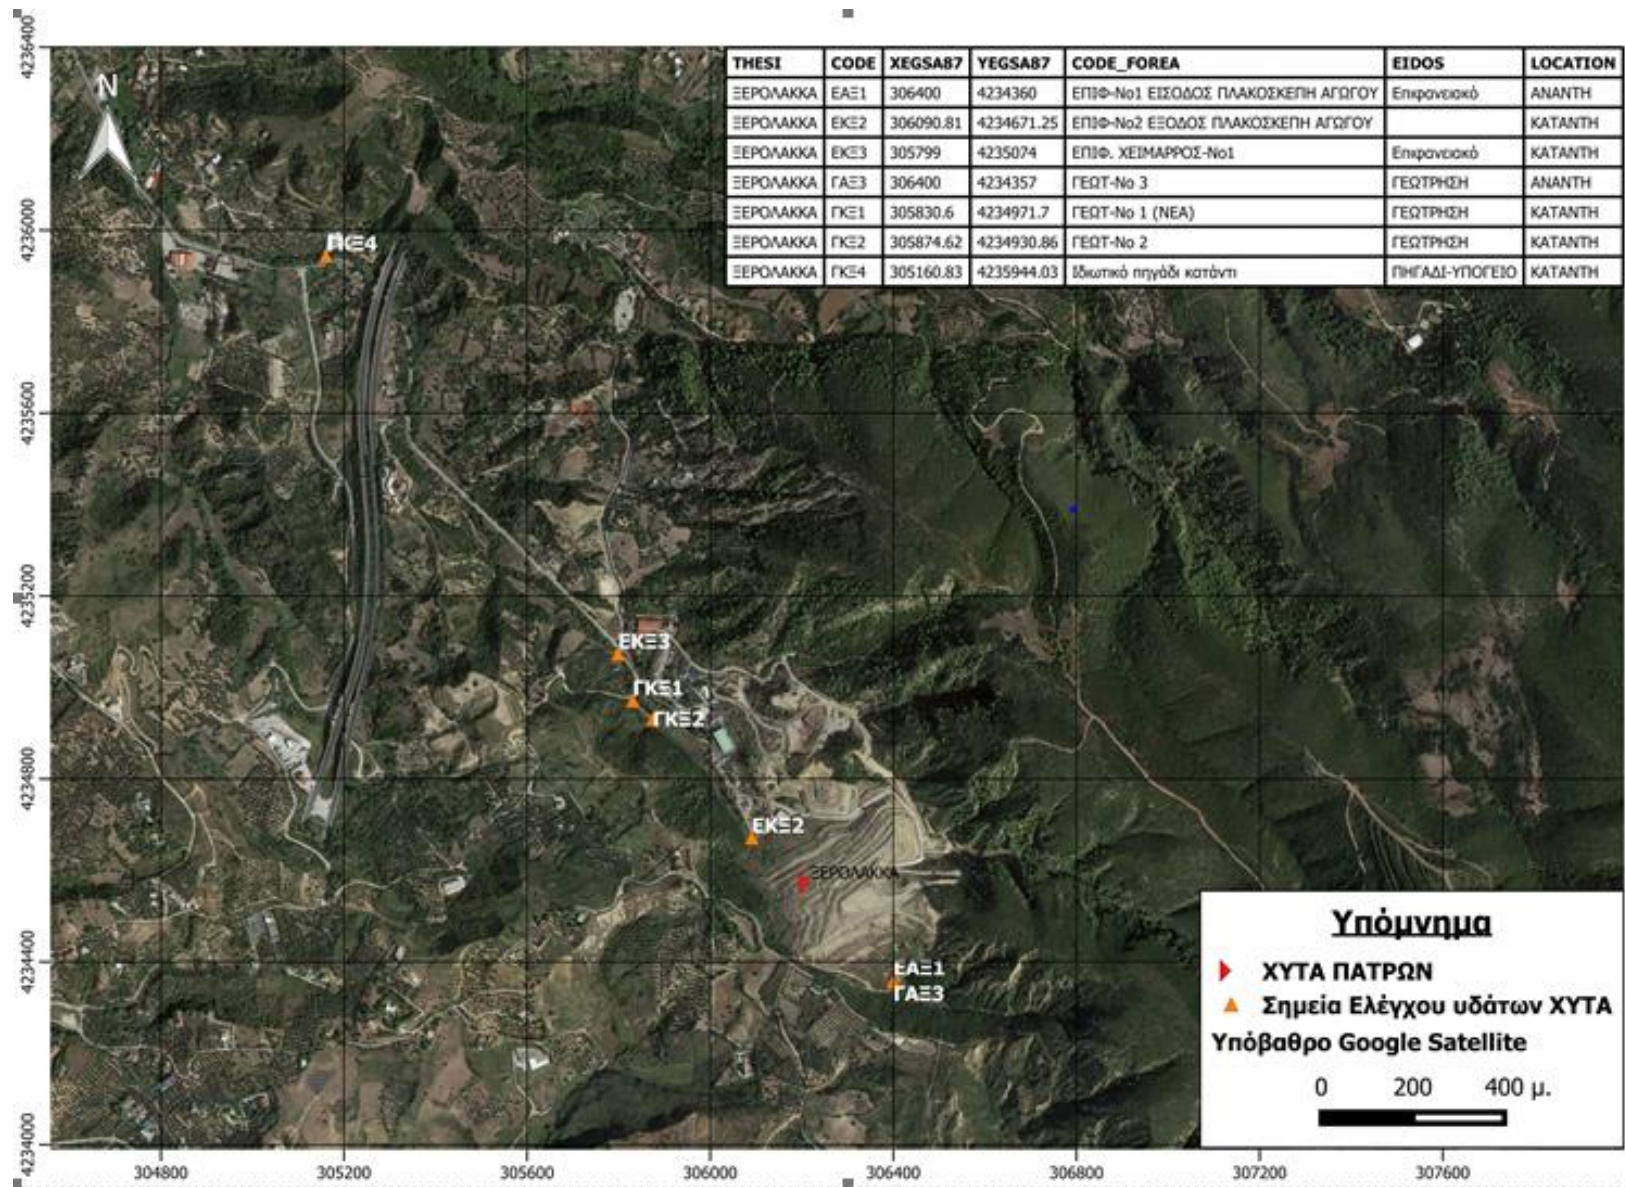 THESI CODE XEGSA87 YEGSA87 CODE_FOREA EIDOS LOCATION
ΞΕΡΟΛΑΚΚΑ ΕΑΞ1 306400 4234360 ΕΠΙΦ-Νο1 ΕΙΣΟΔΟΣ ΠΛΑΚΟΣΚΕΠΗ ΑΓΩΓΟΥ Επιφανειακό ΑΝΑΝΤΗ
ΞΕΡΟΛΑΚΚΑ ΕΚΞ2 306090.81 4234671.25 ΕΠΙΦ-Νο2 ΕΞΟΔΟΣ ΠΛΑΚΟΣΚΕΠΗ ΑΓΩΓΟΥ ΚΑΤΑΝΤΗ
ΞΕΡΟΛΑΚΚΑ ΕΚΞ3 305799 4235074 ΕΠΙΦ. ΧΕΙΜΑΡΡΟΣ-Νο1 Επιφανειακό ΚΑΤΑΝΤΗ
ΞΕΡΟΛΑΚΚΑ ΓΑΞ3 306400 4234357 ΓΕΩΤ-Νο 3 ΓΕΩΤΡΗΣΗ ΑΝΑΝΤΗ
ΞΕΡΟΛΑΚΚΑ ΓΚΞ1 305830.6 4234971.7 ΓΕΩΤ-Νο 1 (ΝΕΑ) ΓΕΩΤΡΗΣΗ ΚΑΤΑΝΤΗ
ΞΕΡΟΛΑΚΚΑ ΓΚΞ2 305874.62 4234930.86 ΓΕΩΤ-Νο 2 ΓΕΩΤΡΗΣΗ ΚΑΤΑΝΤΗ
ΞΕΡΟΛΑΚΚΑ ΓΚΞ4 305160.83 4235944.03 Ιδιωτικό πηγάδι κατάντι ΠΗΓΑΔΙ-ΥΠΟΓΕΙΟ ΚΑΤΑΝΤΗ
N
ΓΚΞ4
ΕΚΞ3
ΓΚΞ1
ΓΚΞ2
ΕΚΞ2
ΞΕΡΟΛΑΚΚΑ
ΕΑΞ1
ΓΑΞ3
Υπόμνημα
ΧΥΤΑ ΠΑΤΡΩΝ
Σημεία Ελέγχου υδάτων ΧΥΤΑ
Υπόβαθρο Google Satellite
0 200 400 μ.
4236400
4236000
4235600
4235200
4234800
4234400
4234000
304800 305200 305600 306000 306400 306800 307200 307600